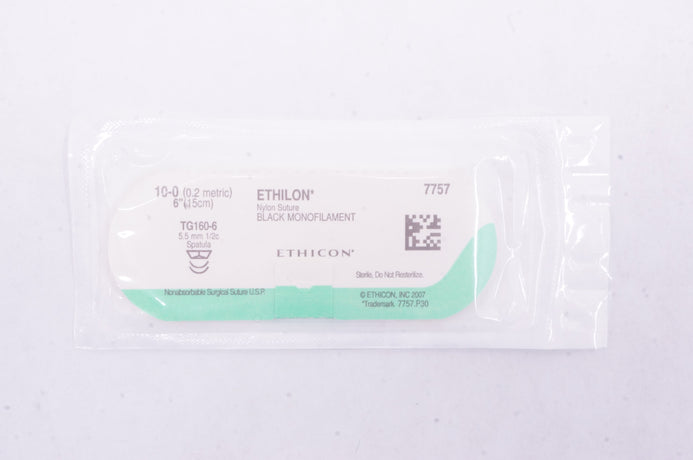 10-0 (0.2 metric)
6"(15cm)
TG160-6
5.5 mm 1/2c
Spatula
ETHILON*
Nylon Suture
BLACK MONOFILAMENT
7757
ETHICON*
Sterile, Do Not Resterilize.
Nonabsorbable Surgical Suture U.S.P.
© ETHICON, INC 2007
*Trademark 7757.P30